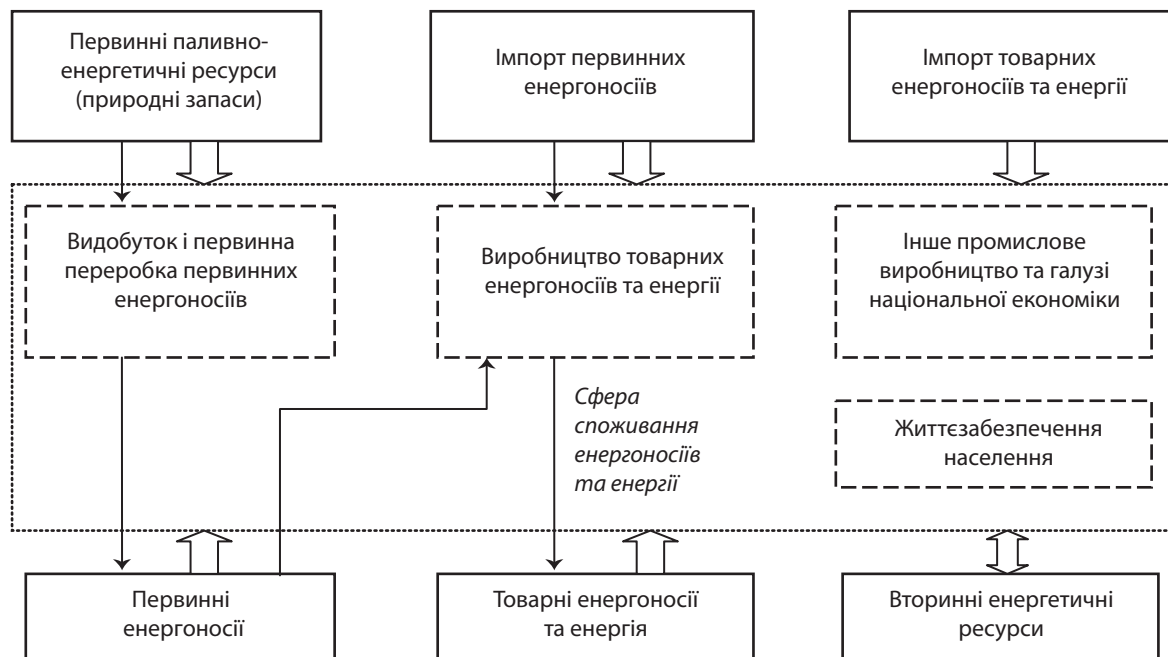 Первинні паливно-
енергетичні ресурси
(природні запаси)
Імпорт первинних
енергоносіїв
Імпорт товарних
енергоносіїв та енергії
Видобуток і первинна
переробка первинних
енергоносіїв
Виробництво товарних
енергоносіїв та енергії
Інше промислове
виробництво та галузі
національної економіки
Сфера
споживання
енергоносіїв
та енергії
Життєзабезпечення
населення
Первинні
енергоносії
Товарні енергоносії
та енергія
Вторинні енергетичні
ресурси